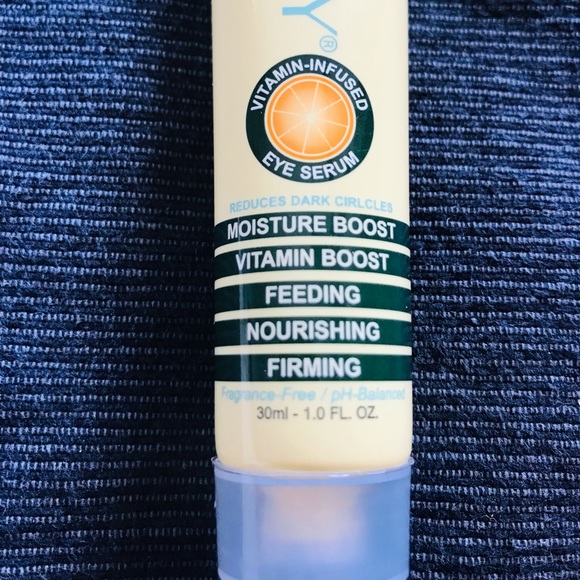 Y®
VITAMIN-INFUSED
EYE SERUM
REDUCES DARK CIRLCLES
MOISTURE BOOST
VITAMIN BOOST
FEEDING
NOURISHING
FIRMING
Fragrance-Free / pH-Balanced
30ml - 1.0 FL. OZ.